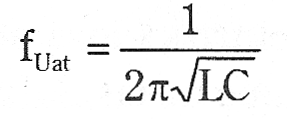 f_Uat = 1 / 2π√LC